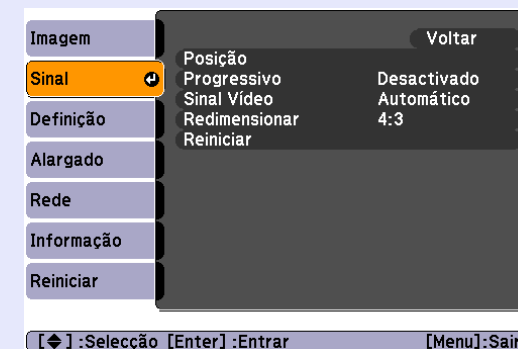 Imagem
Sinal
Definição
Alargado
Rede
Informação
Reiniciar
Voltar
Posição
Progressivo Desactivado
Sinal Vídeo Automático
Redimensionar 4:3
Reiniciar
[ ] :Selecção [Enter] :Entrar [Menu]:Sair